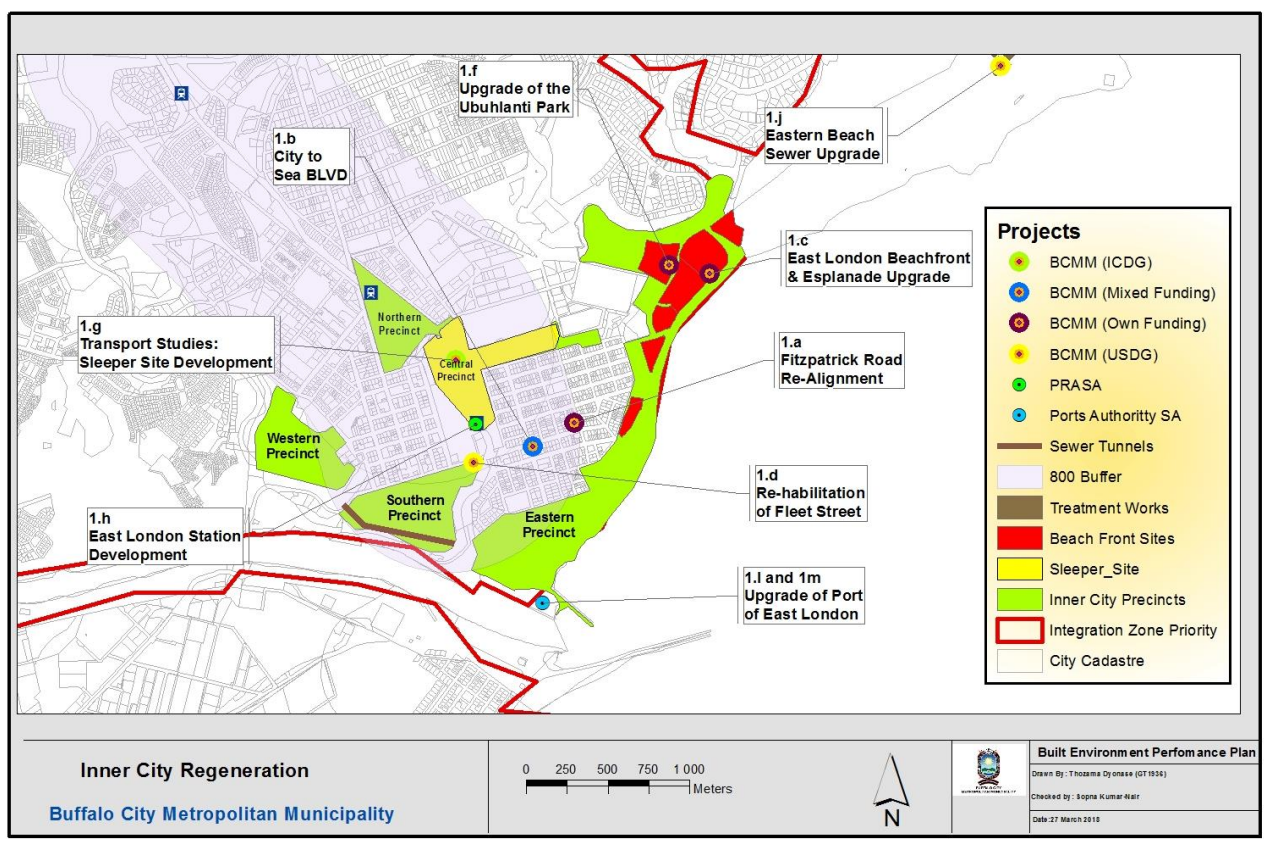 1.f
Upgrade of the
Ubuhlanti Park
1.j
Eastern Beach
Sewer Upgrade
1.b
City to
Sea BLVD
1.c
East London Beachfront
& Esplanade Upgrade
1.g
Transport Studies:
Sleeper Site Development
Northern
Precinct
Central
Precinct
1.a
Fitzpatrick Road
Re-Alignment
Western
Precinct
Southern
Precinct
Eastern
Precinct
1.d
Re-habilitation
of Fleet Street
1.h
East London Station
Development
1.l and 1m
Upgrade of Port
of East London
Projects
BCMM (ICDG)
BCMM (Mixed Funding)
BCMM (Own Funding)
BCMM (USDG)
PRASA
Ports Authoritty SA
Sewer Tunnels
800 Buffer
Treatment Works
Beach Front Sites
Sleeper_Site
Inner City Precincts
Integration Zone Priority
City Cadastre
Inner City Regeneration
Buffalo City Metropolitan Municipality
0 250 500 750 1 000
Meters
N
Built Environment Perfomance Plan
Drawn By: Thozama Dyonase (GT1936)
Checked by: Sopna Kumar-Nair
Date:27 March 2018